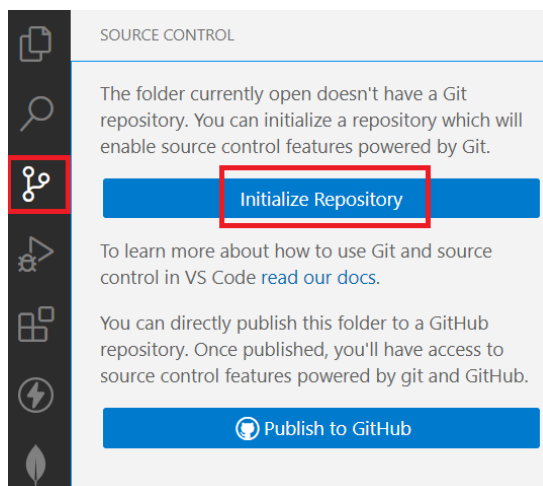 SOURCE CONTROL
The folder currently open doesn't have a Git
repository. You can initialize a repository which will
enable source control features powered by Git.
Initialize Repository
To learn more about how to use Git and source
control in VS Code read our docs.
You can directly publish this folder to a GitHub
repository. Once published, you'll have access to
source control features powered by git and GitHub.
Publish to GitHub